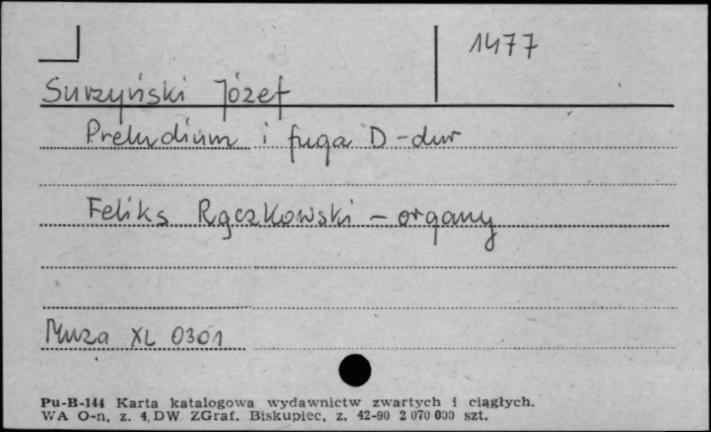 1477
Surzyński Józef
Preludium i fuga D-dur
Feliks Rączkowski - organy
Muza XL 0301
Pu-B-144 Karta katalogowa wydawnictw zwartych i ciągłych.
WA O-n, z. 4, DW ZGraf. Biskupiec, z. 42-90 2 070 000 szt.